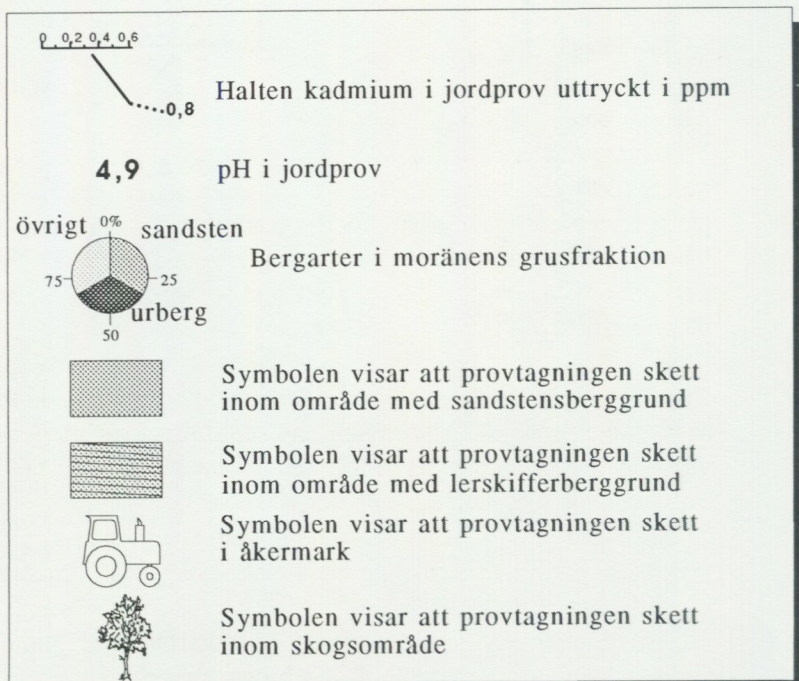 0 0,2 0,4 0,6
0,8
Halten kadmium i jordprov uttryckt i ppm
4,9 pH i jordprov
övrigt 0% sandsten
75 25
urberg
50
Bergarter i moränens grusfraktion
Symbolen visar att provtagningen skett
inom område med sandstensberggrund
Symbolen visar att provtagningen skett
inom område med lerskifferberggrund
Symbolen visar att provtagningen skett
i åkermark
Symbolen visar att provtagningen skett
inom skogsområde